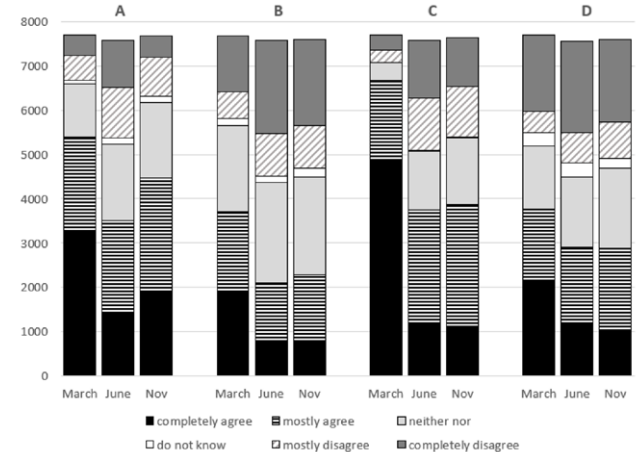 A B C D
8000
7000
6000
5000
4000
3000
2000
1000
0
March June Nov March June Nov March June Nov March June Nov
completely agree mostly agree neither nor
do not know mostly disagree completely disagree